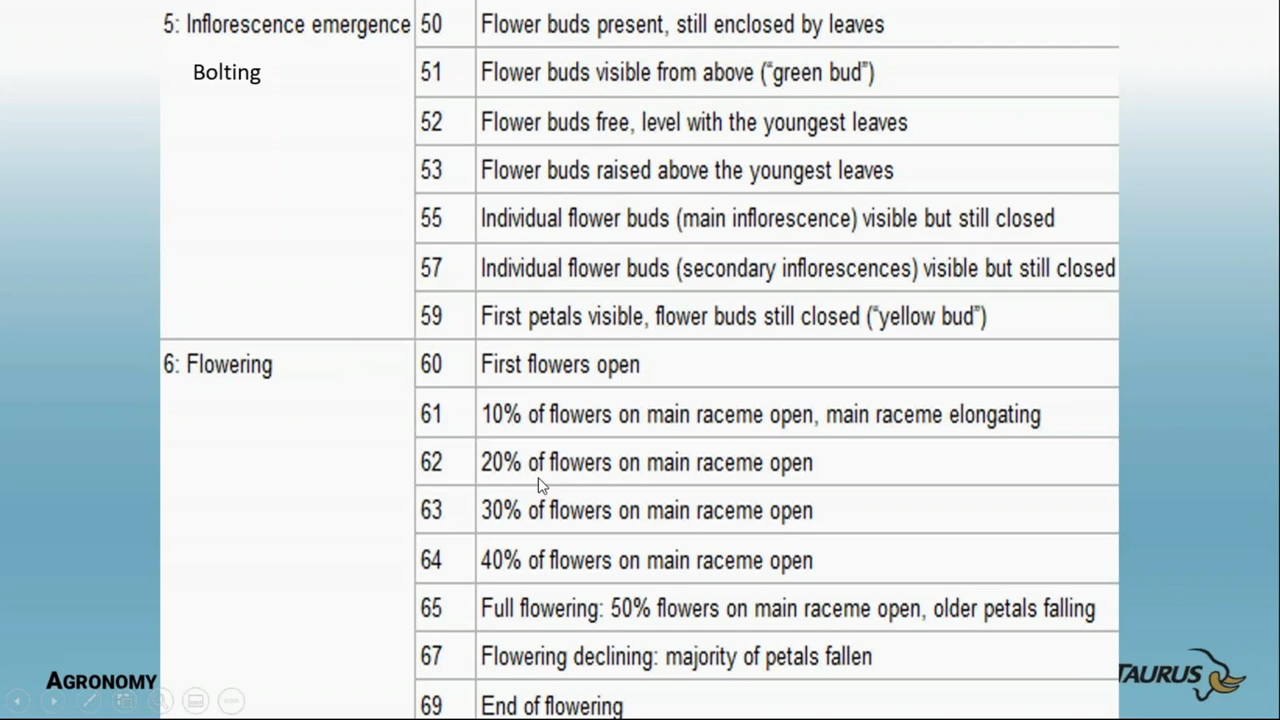 5: Inflorescence emergence 50 Flower buds present, still enclosed by leaves
Bolting 51 Flower buds visible from above (“green bud”)
52 Flower buds free, level with the youngest leaves
53 Flower buds raised above the youngest leaves
55 Individual flower buds (main inflorescence) visible but still closed
57 Individual flower buds (secondary inflorescences) visible but still closed
59 First petals visible, flower buds still closed (“yellow bud”)
6: Flowering 60 First flowers open
61 10% of flowers on main raceme open, main raceme elongating
62 20% of flowers on main raceme open
63 30% of flowers on main raceme open
64 40% of flowers on main raceme open
65 Full flowering: 50% flowers on main raceme open, older petals falling
67 Flowering declining: majority of petals fallen
69 End of flowering
AGRONOMY
TAURUS